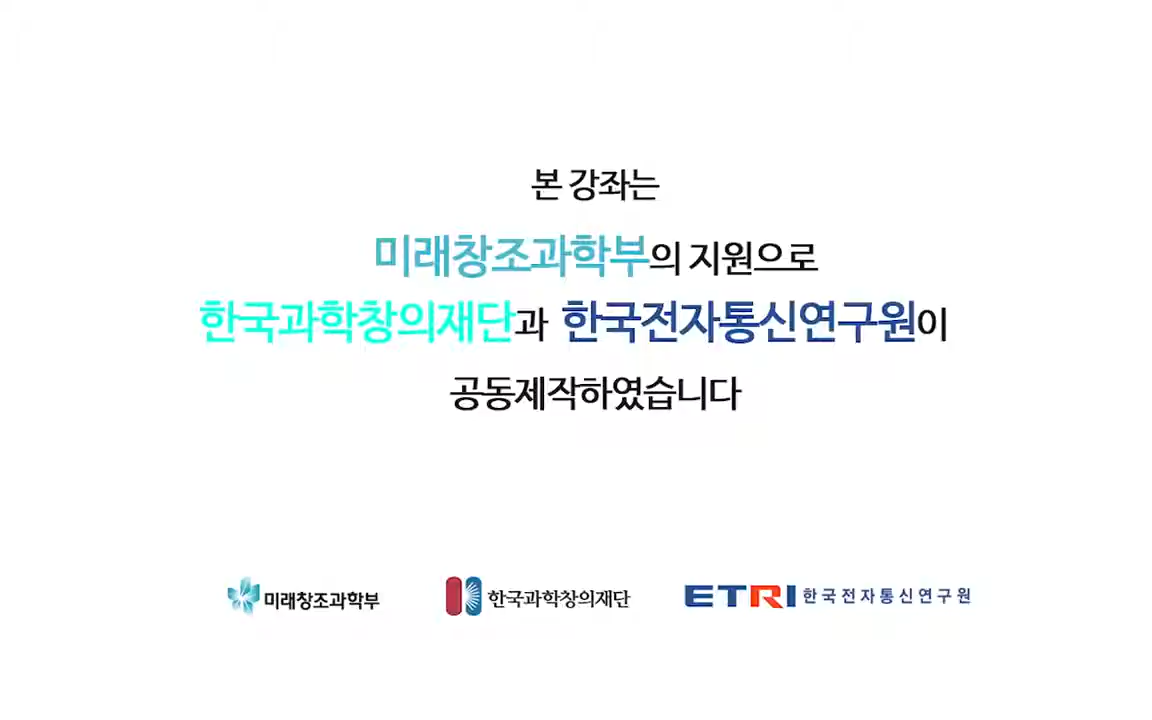 본 강좌는
미래창조과학부의 지원으로
한국과학창의재단과 한국전자통신연구원이
공동제작하였습니다
미래창조과학부 한국과학창의재단 ETRI 한국전자통신연구원